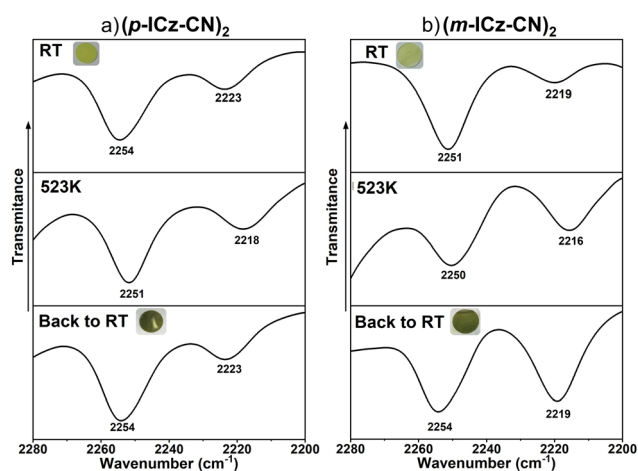 a) (p-ICz-CN)2
RT
2254
2223
523K
2251
2218
Back to RT
2254
2223
Transmitance
2280 2260 2240 2220 2200
Wavenumber (cm-1)
b) (m-ICz-CN)2
RT
2251
2219
523K
2250
2216
Back to RT
2254
2219
Transmitance
2280 2260 2240 2220 2200
Wavenumber (cm-1)